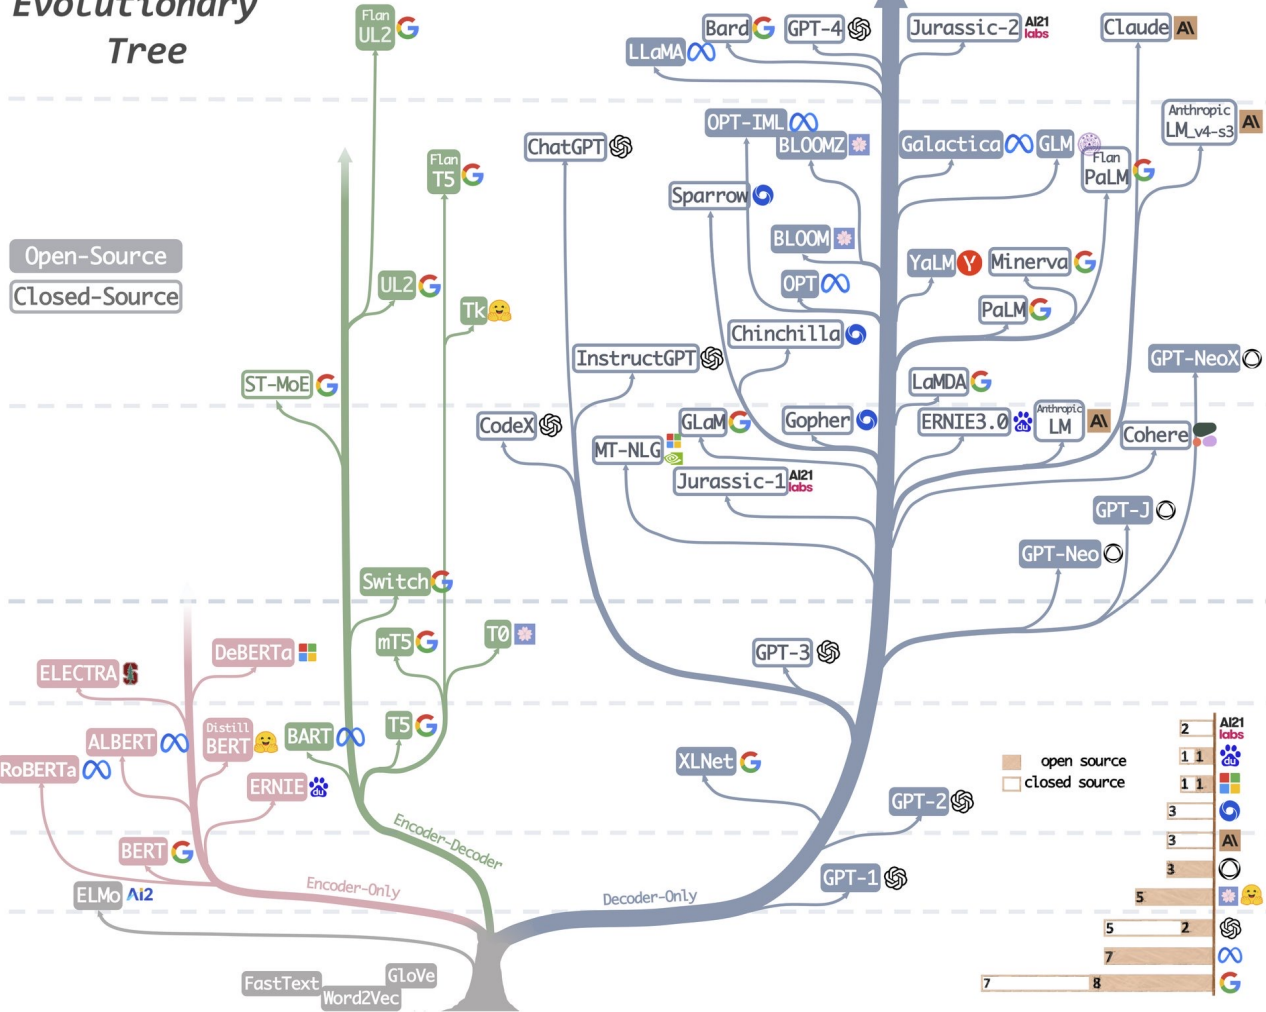 Evolutionary
Tree
Flan
UL2
Bard
GPT-4
Jurassic-2
AI21
labs
Claude
A\
LLaMA
OPT-IML
Anthropic
LM_v4-s3
A\
ChatGPT
BLOOMZ
Galactica
GLM
Flan
PaLM
Flan
T5
Sparrow
Open-Source
Closed-Source
BLOOM
YaLM
Y
Minerva
UL2
OPT
Tk
PaLM
Chinchilla
InstructGPT
GPT-NeoX
ST-MoE
LaMDA
CodeX
GLaM
Gopher
ERNIE3.0
du
Anthropic
LM
A\
Cohere
MT-NLG
Jurassic-1
AI21
labs
GPT-J
GPT-Neo
Switch
mT5
T0
DeBERTa
GPT-3
ELECTRA
S
T5
ALBERT
Distill
BERT
BART
RoBERTa
ERNIE
du
XLNet
GPT-2
BERT
Encoder-Decoder
ELMo
Ai2
Encoder-Only
Decoder-Only
GPT-1
FastText
Word2Vec
GloVe
open source
closed source
2
AI21
labs
1 1
du
1 1
3
3
A\
3
5
5 2
7
7 8
G